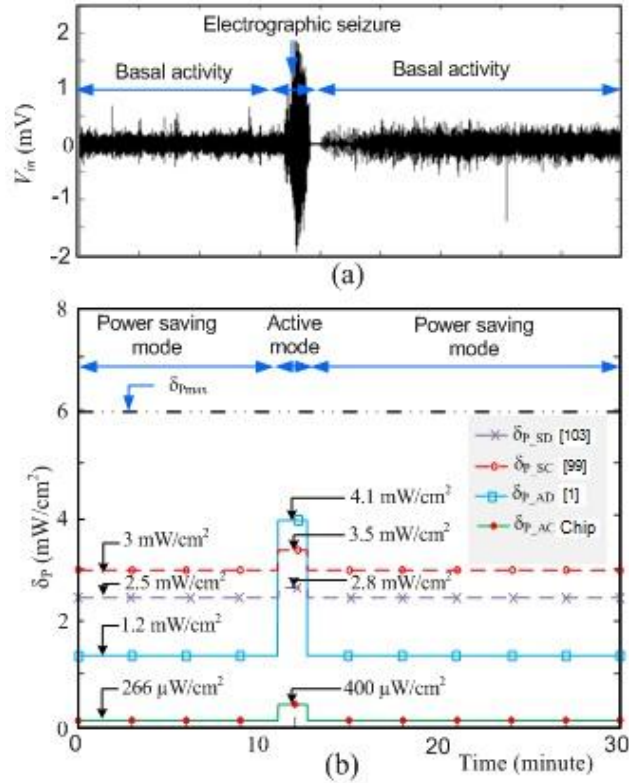 2
1
0
-1
-2
V_in (mV)
Electrographic seizure
Basal activity
Basal activity
(a)
8
6
4
2
0
δ_P (mW/cm²)
Power saving
mode
Active
mode
Power saving
mode
δ_Pmax
δ_P_SD [103]
δ_P_SC [99]
δ_P_AD [1]
δ_P_AC Chip
4.1 mW/cm²
3 mW/cm²
3.5 mW/cm²
2.5 mW/cm²
2.8 mW/cm²
1.2 mW/cm²
266 µW/cm²
400 µW/cm²
0
10
20
30
(b)
Time (minute)